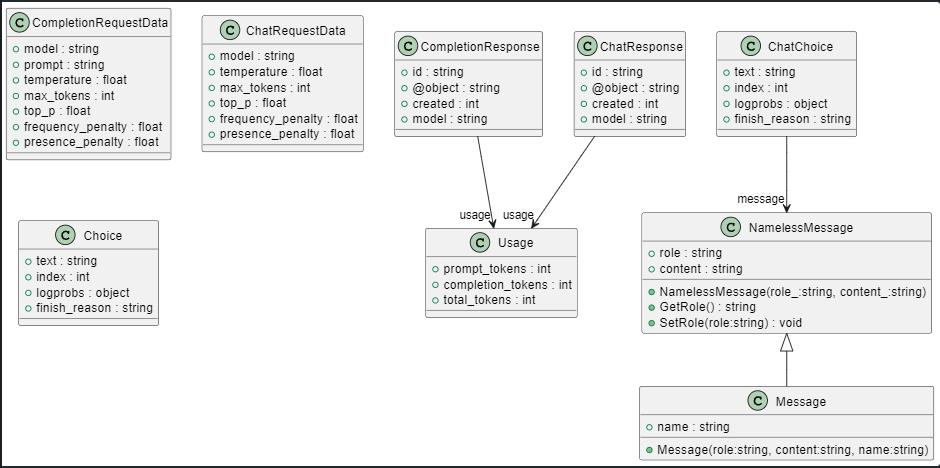 C CompletionRequestData
model : string
prompt : string
temperature : float
max_tokens : int
top_p : float
frequency_penalty : float
presence_penalty : float
C ChatRequestData
model : string
temperature : float
max_tokens : int
top_p : float
frequency_penalty : float
presence_penalty : float
C CompletionResponse
id : string
@object : string
created : int
model : string
C ChatResponse
id : string
@object : string
created : int
model : string
C ChatChoice
text : string
index : int
logprobs : object
finish_reason : string
usage
usage
message
C Choice
text : string
index : int
logprobs : object
finish_reason : string
C Usage
prompt_tokens : int
completion_tokens : int
total_tokens : int
C NamelessMessage
role : string
content : string
NamelessMessage(role_:string, content_:string)
GetRole() : string
SetRole(role:string) : void
C Message
name : string
Message(role:string, content:string, name:string)